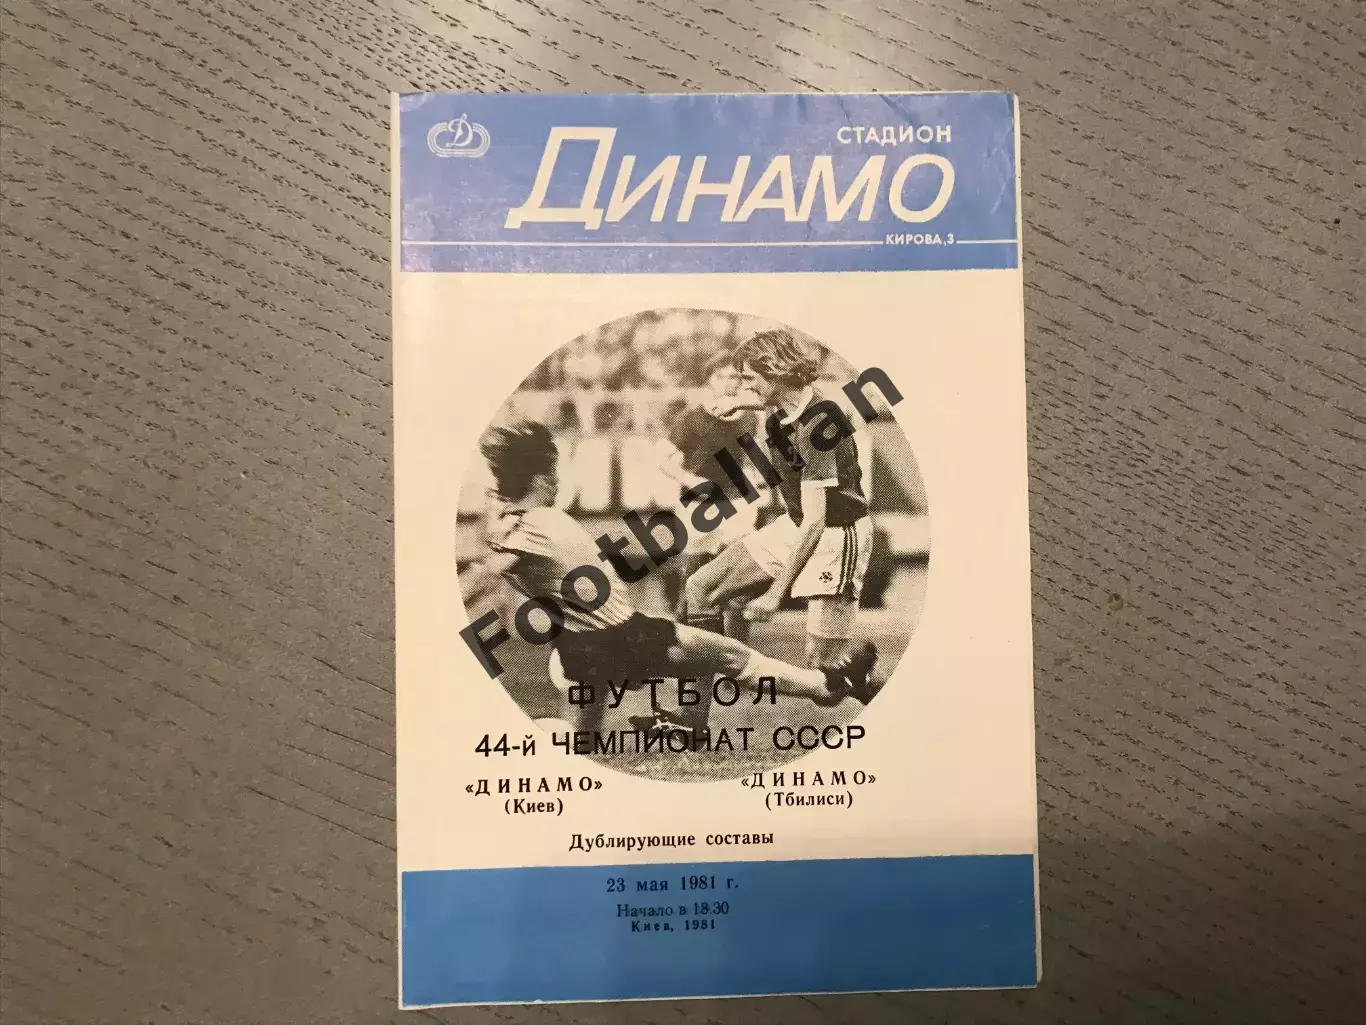 СТАДИОН
ДИНАМО
КИРОВА,3
Footballfan
ФУТБОЛ
44-й ЧЕМПИОНАТ СССР
«ДИНАМО» «ДИНАМО»
(Киев) (Тбилиси)
Дублирующие составы
23 мая 1981 г.
Начало в 18.30
Киев, 1981